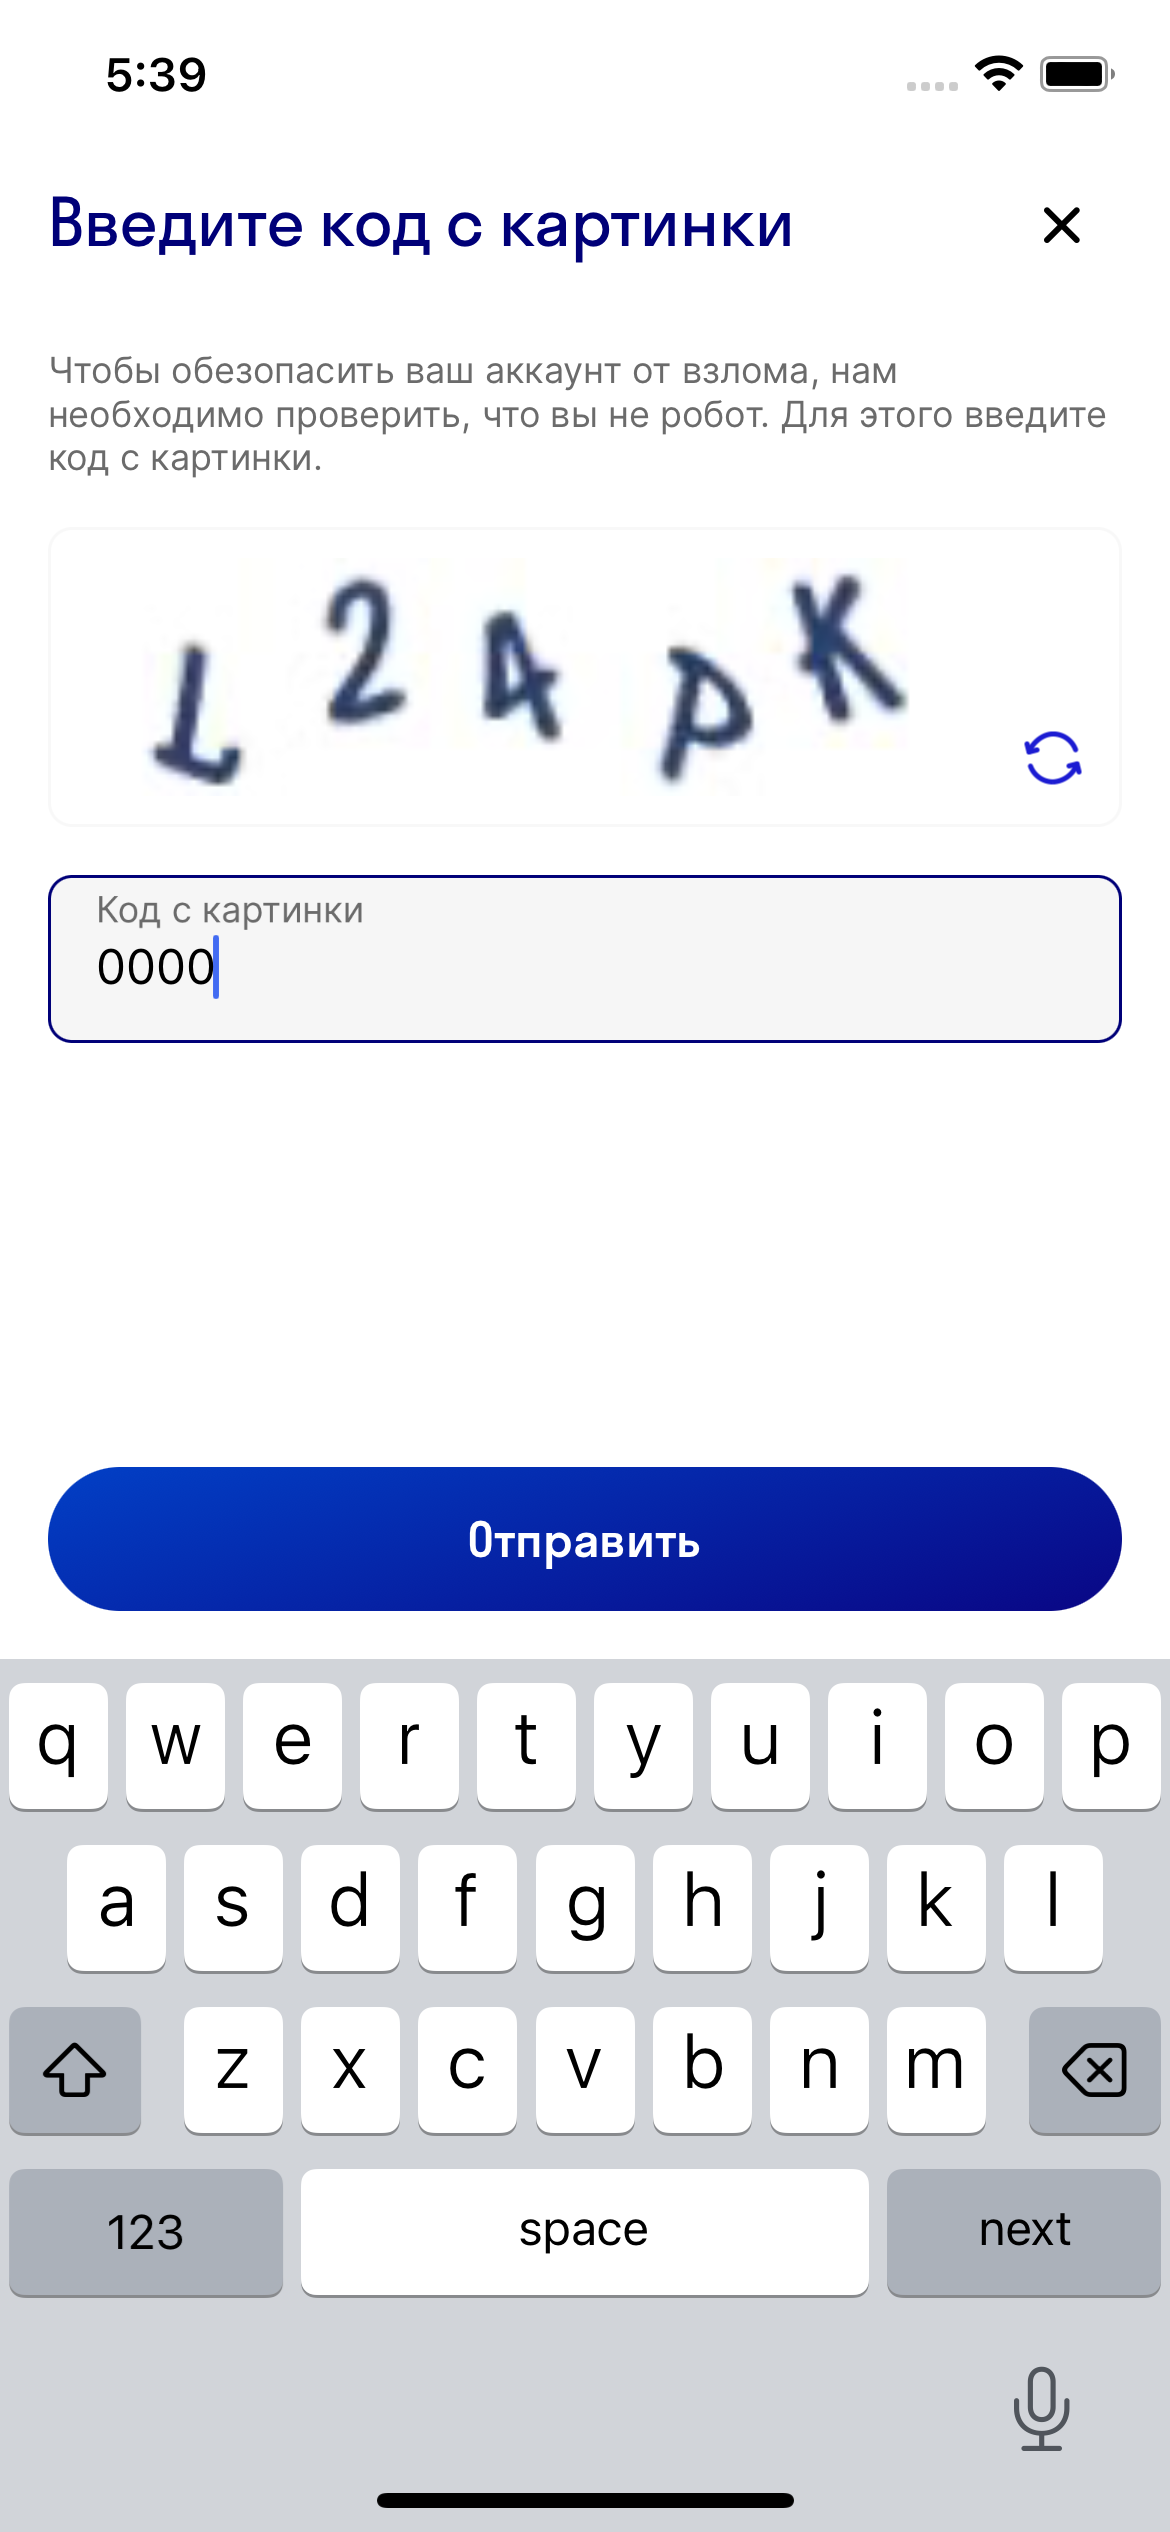 5:39
Введите код с картинки
Чтобы обезопасить ваш аккаунт от взлома, нам
необходимо проверить, что вы не робот. Для этого введите
код с картинки.
L24PK
Код с картинки
0000
Отправить
q w e r t y u i o p
a s d f g h j k l
z x c v b n m
123 space next